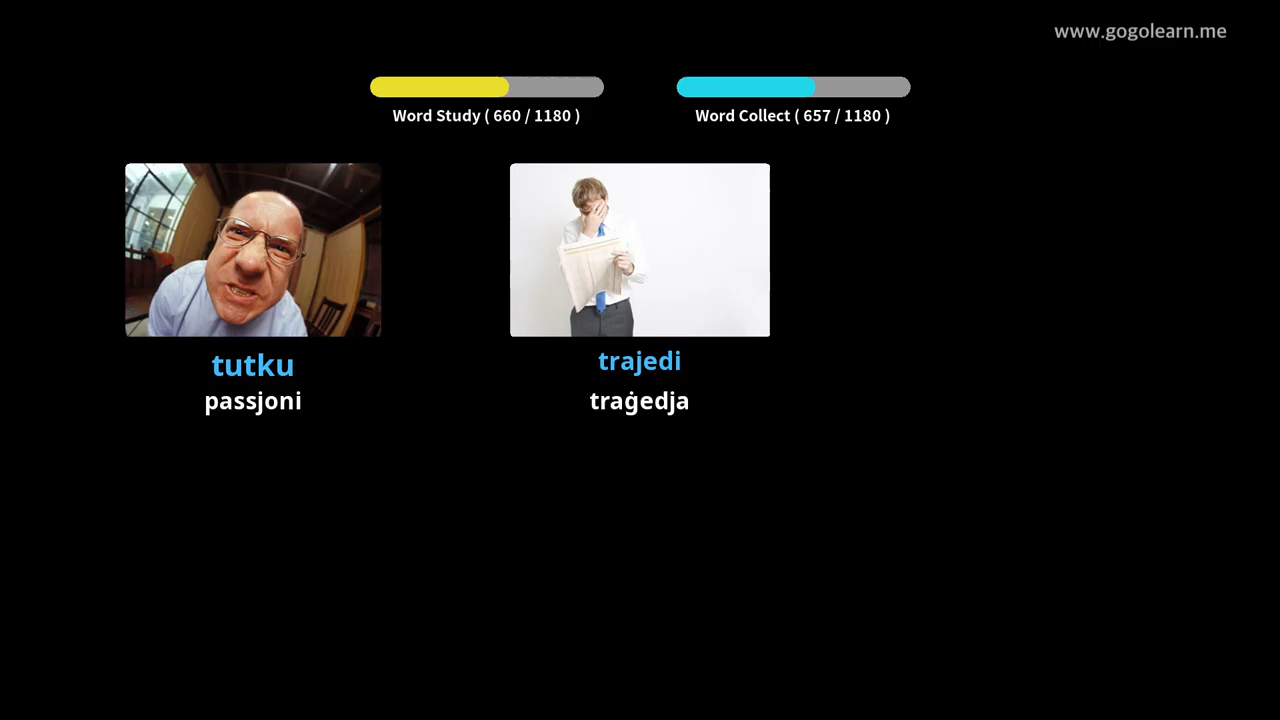 www.gogolearn.me
Word Study ( 660 / 1180 )
Word Collect ( 657 / 1180 )
tutku
passjoni
trajedi
traġedja